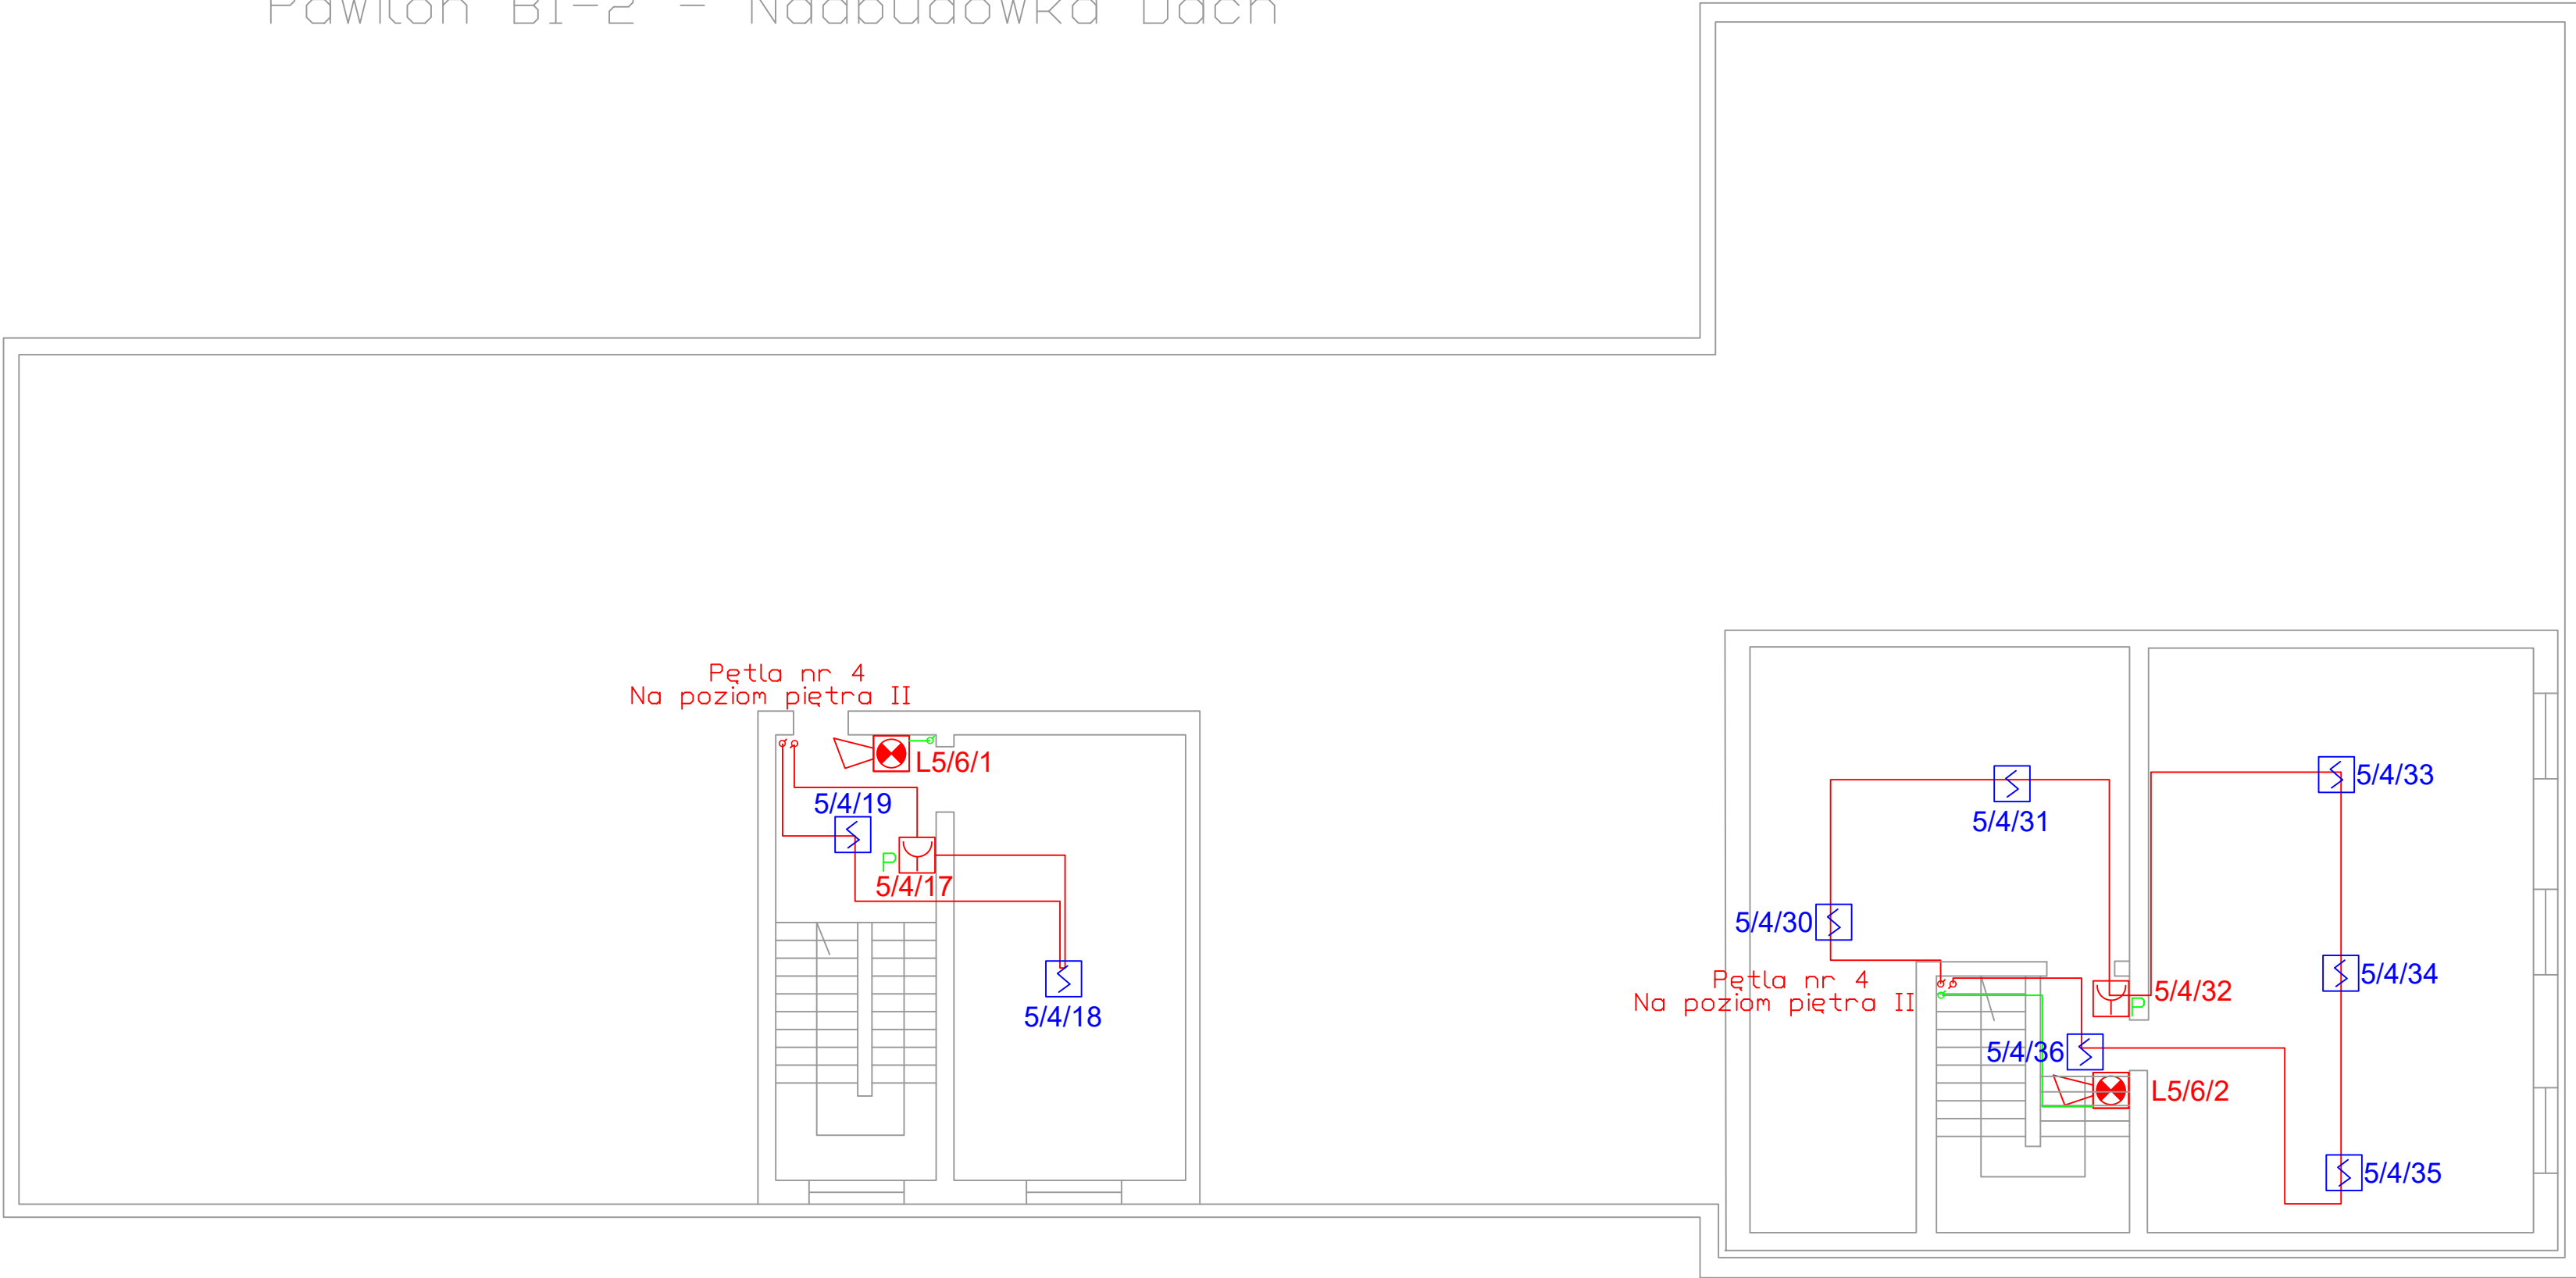 Pawilon B1-2 - Nadbudówka Dach
Pętla nr 4
Na poziom piętra II
L5/6/1
5/4/19
P
5/4/17
5/4/18
5/4/33
5/4/31
5/4/30
Pętla nr 4
Na poziom piętra II
5/4/34
5/4/32
P
5/4/36
L5/6/2
5/4/35